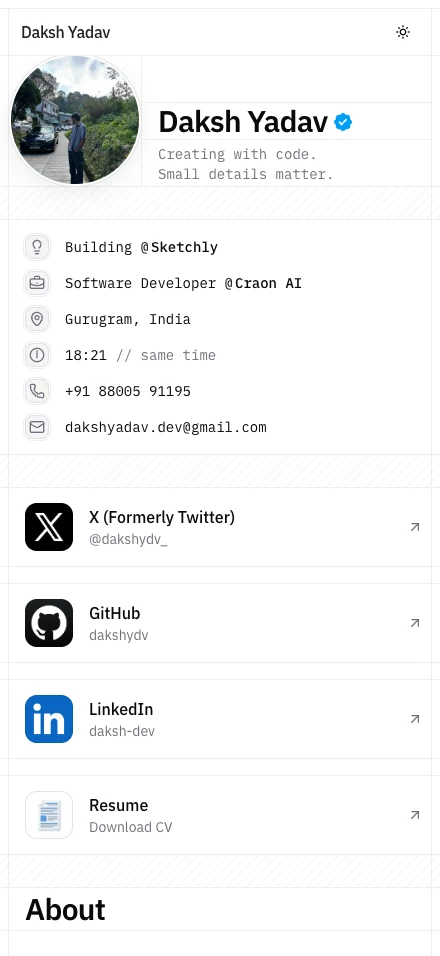 Daksh Yadav
Daksh Yadav
Creating with code.
Small details matter.
Building @Sketchly
Software Developer @Craon AI
Gurugram, India
18:21 // same time
+91 88005 91195
dakshyadav.dev@gmail.com
X (Formerly Twitter)
@dakshydv_
GitHub
dakshydv
LinkedIn
daksh-dev
Resume
Download CV
About